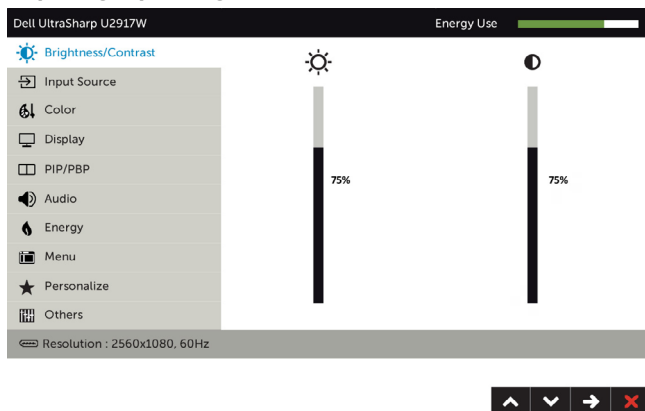 Dell UltraSharp U2917W Energy Use
Brightness/Contrast
Input Source
Color
Display
PIP/PBP
Audio
Energy
Menu
Personalize
Others
75% 75%
Resolution : 2560x1080, 60Hz